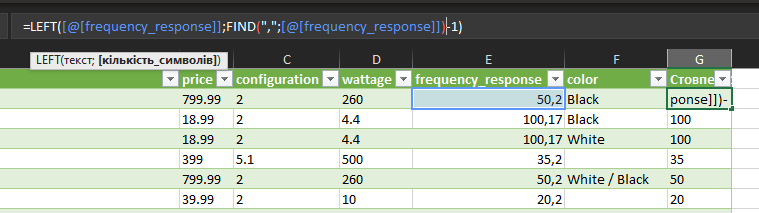 =LEFT([@[frequency_response]];FIND(",";[@[frequency_response]])-1)
LEFT(текст; [кількість_символів])
C D E F G
price configuration wattage frequency_response color Стовпе
799.99 2 260 50,2 Black ponse]])-
18.99 2 4.4 100,17 Black 100
18.99 2 4.4 100,17 White 100
399 5.1 500 35,2 35
799.99 2 260 50,2 White / Black 50
39.99 2 10 20,2 20